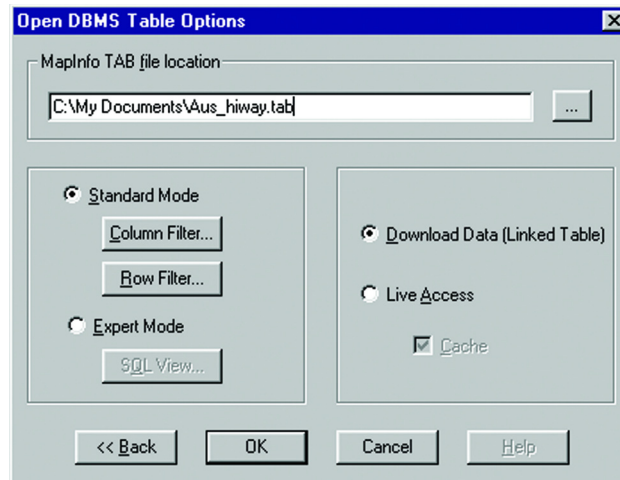 Open DBMS Table Options
MapInfo TAB file location
C:\My Documents\Aus_hiway.tab
...
Standard Mode
Column Filter...
Row Filter...
Expert Mode
SQL View...
Download Data (Linked Table)
Live Access
Cache
<< Back
OK
Cancel
Help